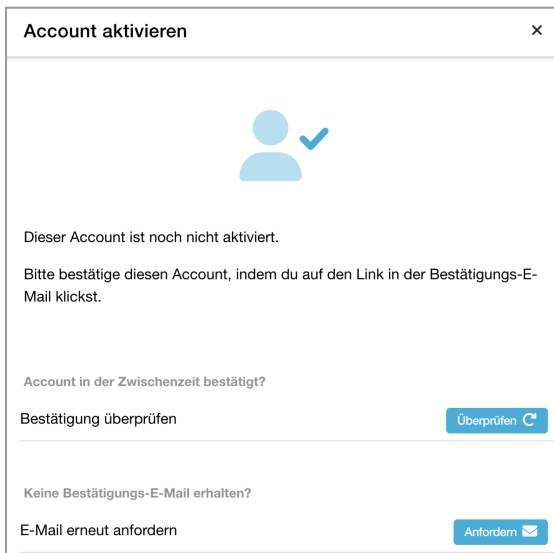 Account aktivieren
Dieser Account ist noch nicht aktiviert.
Bitte bestätige diesen Account, indem du auf den Link in der Bestätigungs-E-
Mail klickst.
Account in der Zwischenzeit bestätigt?
Bestätigung überprüfen
Überprüfen
Keine Bestätigungs-E-Mail erhalten?
E-Mail erneut anfordern
Anfordern